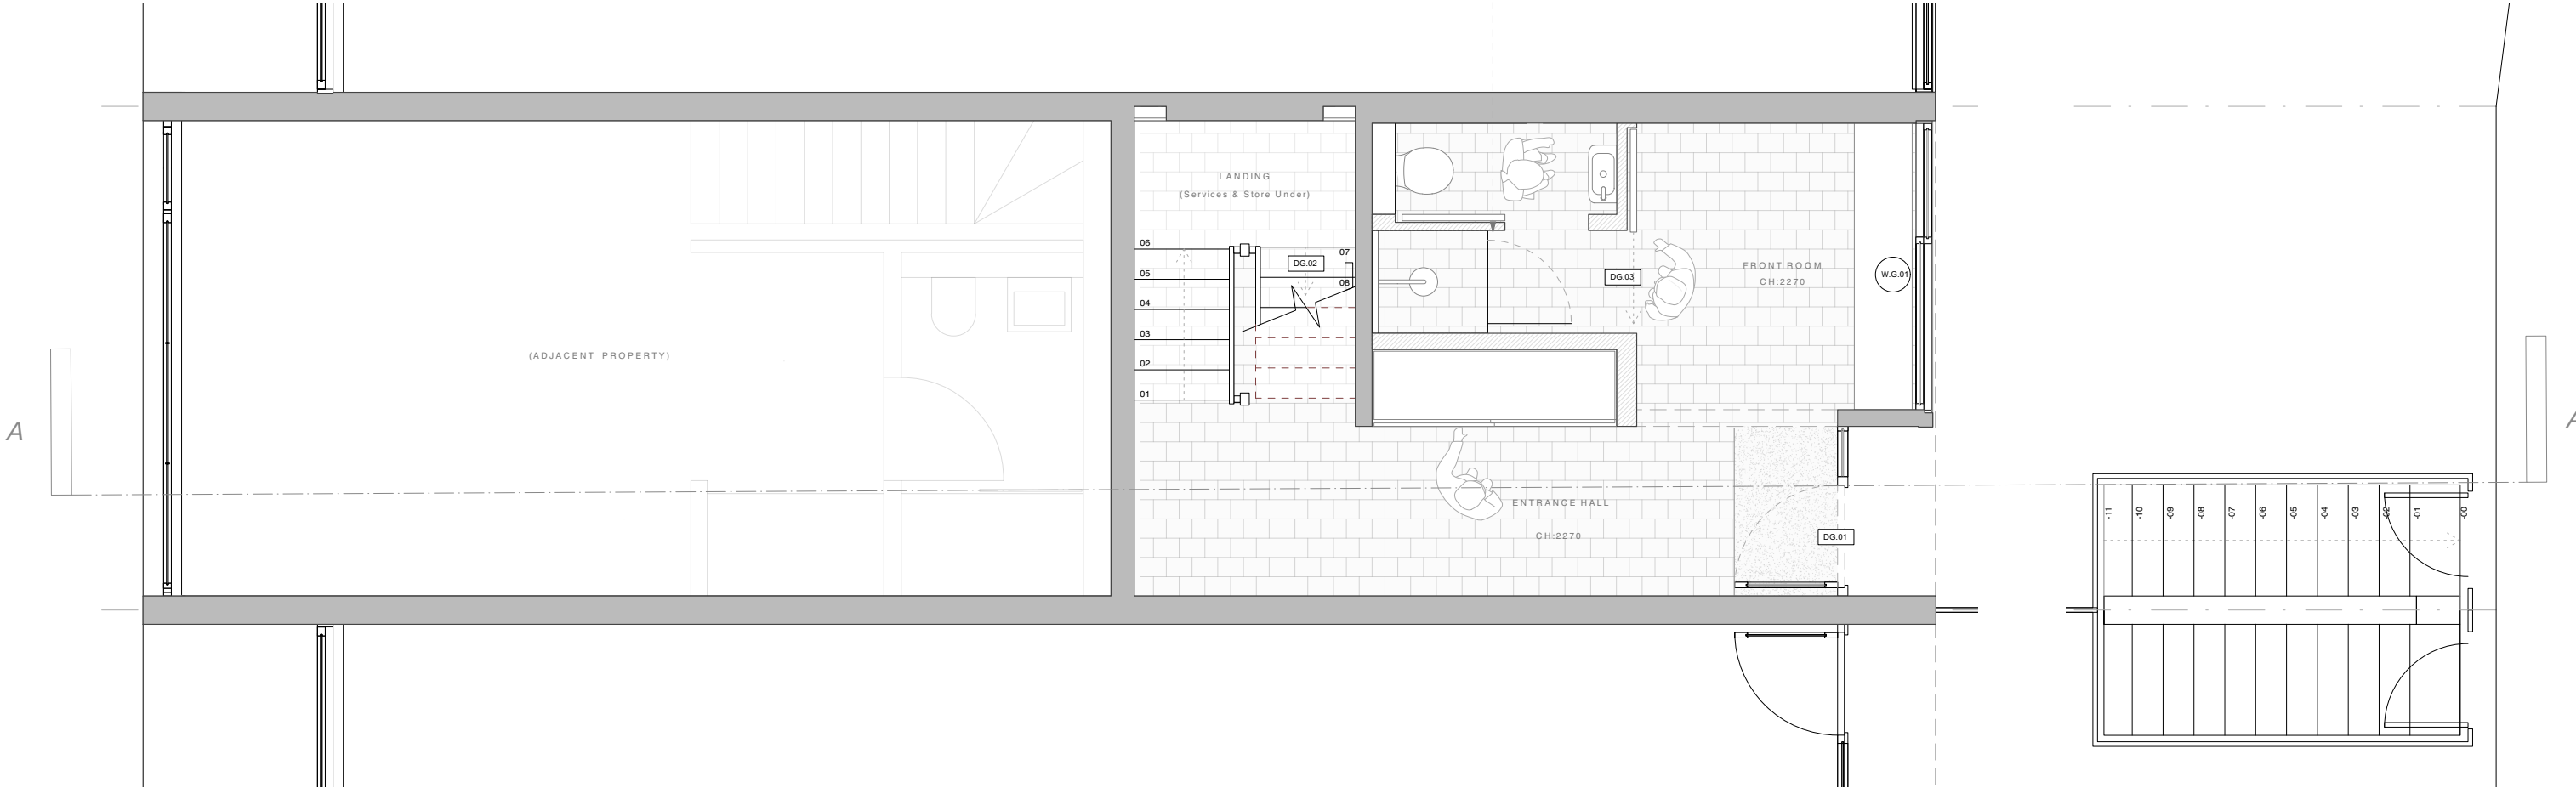 LANDING
(Services & Store Under)
06
05
04
03
02
01
07
08
DG.02
DG.03
FRONT ROOM
CH:2270
W.G.01
(ADJACENT PROPERTY)
A
A
ENTRANCE HALL
CH:2270
DG.01
-11
-10
-09
-08
-07
-06
-05
-04
-03
-02
-01
-00